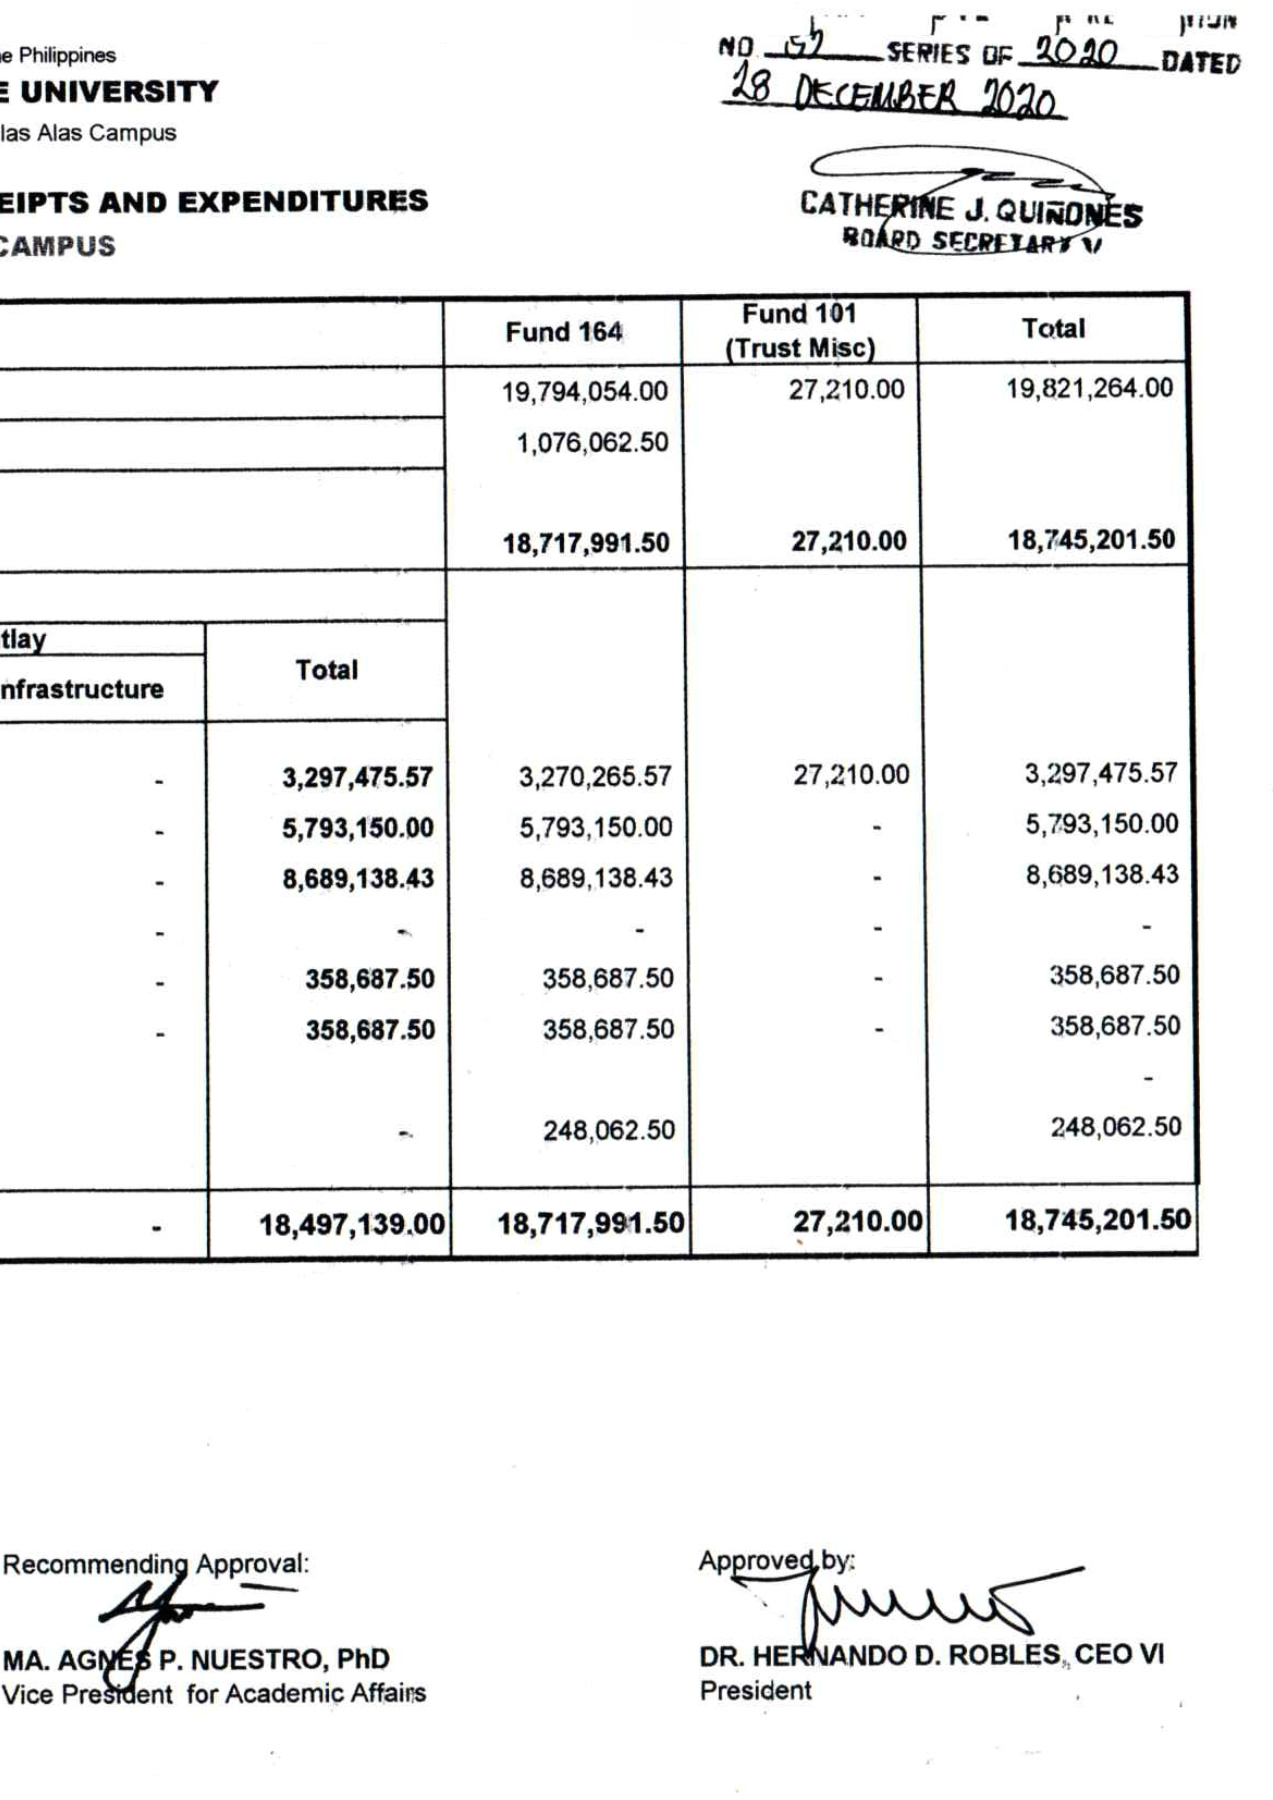 e Philippines
E UNIVERSITY
las Alas Campus
NO SERIES OF 2020 DATED
28 DECEMBER 2020
EIPTS AND EXPENDITURES
CAMPUS
CATHERINE J. QUIÑONES
BOARD SECRETARY V
Fund 164 Fund 101 (Trust Misc) Total
19,794,054.00 27,210.00 19,821,264.00
1,076,062.50
18,717,991.50 27,210.00 18,745,201.50
tlay
nfrastructure Total
- 3,297,475.57 3,270,265.57 27,210.00 3,297,475.57
- 5,793,150.00 5,793,150.00 - 5,793,150.00
- 8,689,138.43 8,689,138.43 - 8,689,138.43
- - - - -
- 358,687.50 358,687.50 - 358,687.50
- 358,687.50 358,687.50 - 358,687.50
-
- 248,062.50 248,062.50
- 18,497,139.00 18,717,991.50 27,210.00 18,745,201.50
Recommending Approval:
MA. AGNES P. NUESTRO, PhD
Vice President for Academic Affairs
Approved by:
DR. HERNANDO D. ROBLES, CEO VI
President